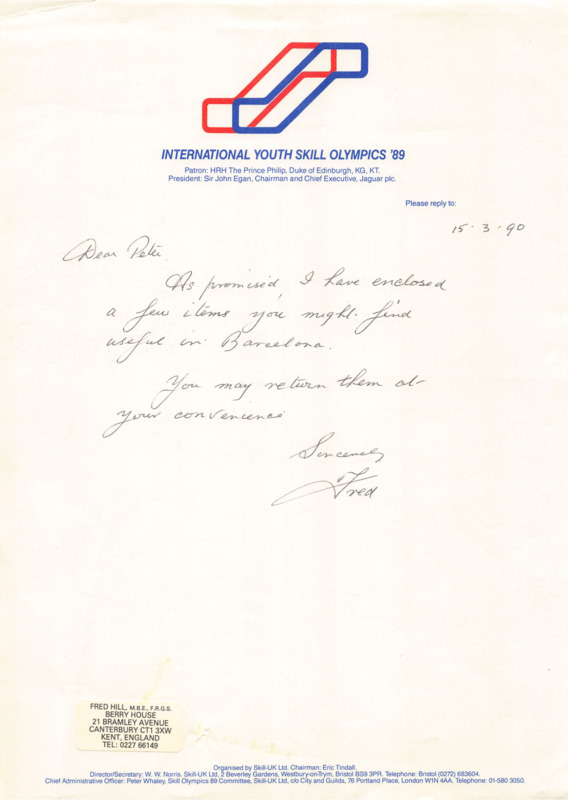 INTERNATIONAL YOUTH SKILL OLYMPICS '89
Patron: HRH The Prince Philip, Duke of Edinburgh, KG, KT.
President: Sir John Egan, Chairman and Chief Executive, Jaguar plc.
Please reply to:
15·3·90
Dear Peter,
As promised, I have enclosed
a few items you might find
useful in Barcelona.
You may return them at
your convenience
Sincerely
Fred
FRED HILL, M.B.E., F.R.G.S.
BERRY HOUSE
21 BRAMLEY AVENUE
CANTERBURY CT1 3XW
KENT, ENGLAND
TEL: 0227 66149
Organised by Skill-UK Ltd. Chairman: Eric Tindall.
Director/Secretary: W. W. Norris. Skill-UK Ltd, 2 Beverley Gardens, Westbury-on-Trym, Bristol BS9 3PR. Telephone: Bristol (0272) 683604.
Chief Administrative Officer: Peter Whaley, Skill Olympics 89 Committee, Skill-UK Ltd, c/o City and Guilds, 76 Portland Place, London W1N 4AA. Telephone: 01-580 3050.